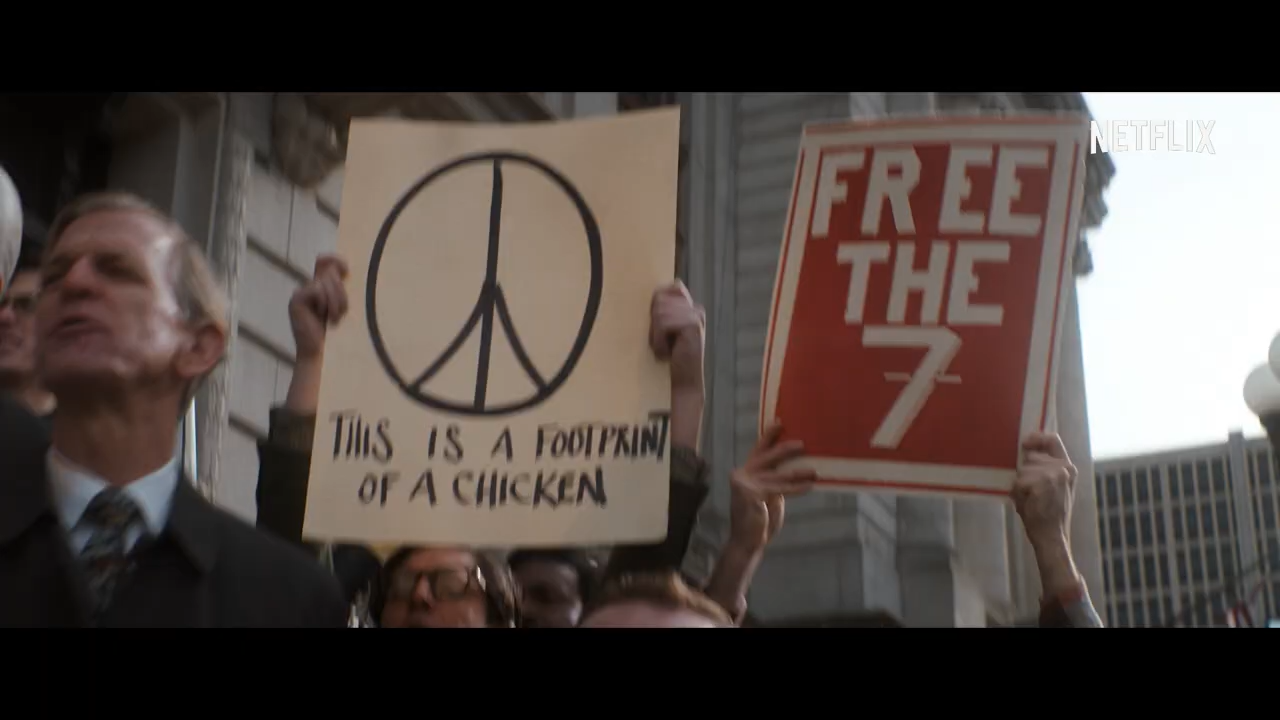 NETFLIX
THIS IS A FOOTPRINT
OF A CHICKEN
FREE
THE
7